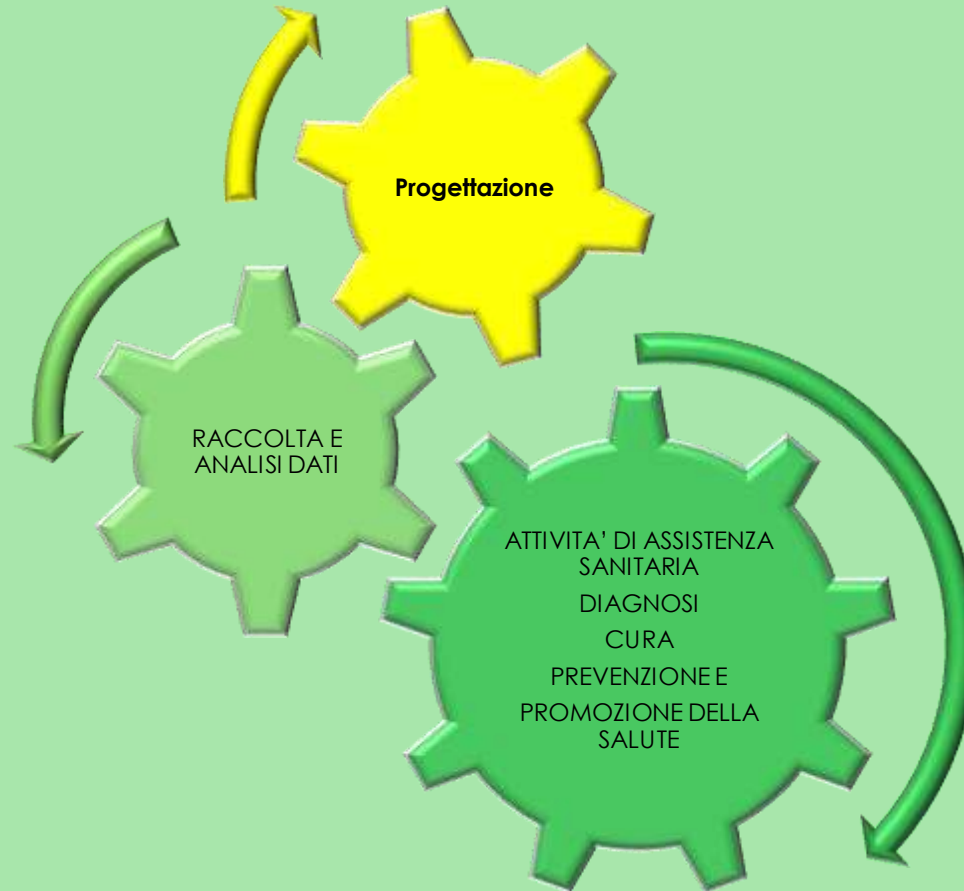 Progettazione
RACCOLTA E
ANALISI DATI
ATTIVITA’ DI ASSISTENZA
SANITARIA
DIAGNOSI
CURA
PREVENZIONE E
PROMOZIONE DELLA
SALUTE